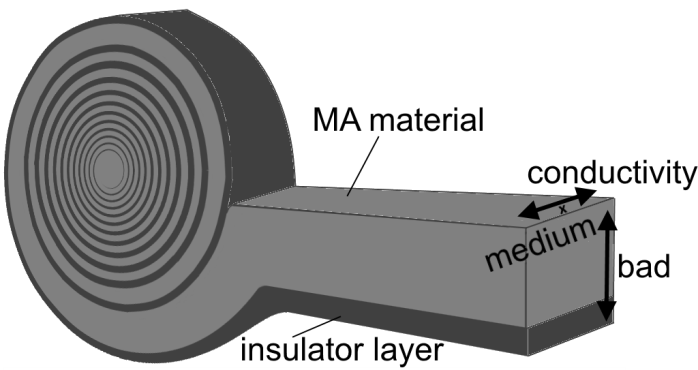 MA material
conductivity
x
medium
bad
insulator layer